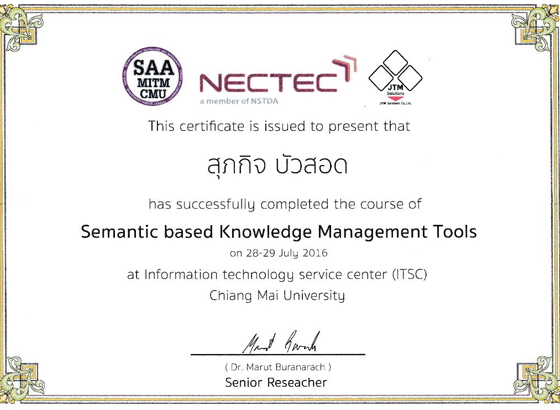 SAA
MITM
CMU
NECTEC
a member of NSTDA
JTM
Solutions
JTM Solutions Co.,Ltd.
This certificate is issued to present that
สุภกิจ บัวสอด
has successfully completed the course of
Semantic based Knowledge Management Tools
on 28-29 July 2016
at Information technology service center (ITSC)
Chiang Mai University
( Dr. Marut Buranarach )
Senior Reseacher